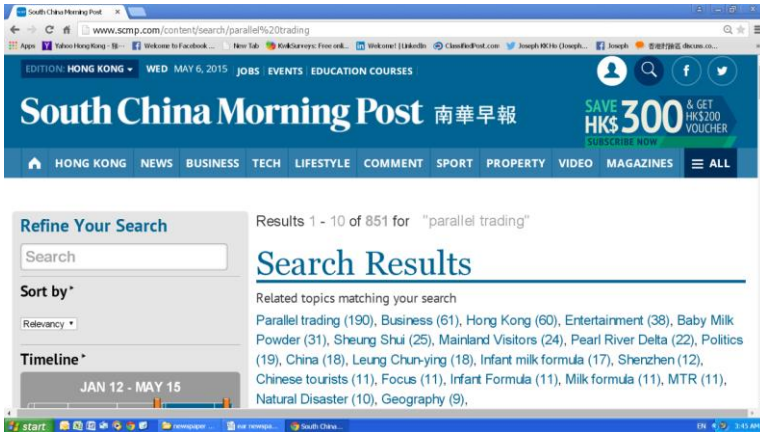 South China Morning Post
www.scmp.com/content/search/parallel%20trading
Apps Yahoo Hong Kong Welcome to Facebook ... New Tab KwikSurveys: Free onli... Welcome! | LinkedIn ClassifiedPost.com Joseph
EDITION: HONG KONG WED MAY 6, 2015 JOBS EVENTS EDUCATION COURSES
South China Morning Post 南華早報
SAVE HK$300 & GET HK$200 VOUCHER
SUBSCRIBE NOW
HONG KONG NEWS BUSINESS TECH LIFESTYLE COMMENT SPORT PROPERTY VIDEO MAGAZINES ALL
Refine Your Search
Search
Sort by*
Relevancy
Timeline*
JAN 12 - MAY 15
Results 1 - 10 of 851 for "parallel trading"
Search Results
Related topics matching your search
Parallel trading (190), Business (61), Hong Kong (60), Entertainment (38), Baby Milk
Powder (31), Sheung Shui (25), Mainland Visitors (24), Pearl River Delta (22), Politics
(19), China (18), Leung Chun-ying (18), Infant milk formula (17), Shenzhen (12),
Chinese tourists (11), Focus (11), Infant Formula (11), Milk formula (11), MTR (11),
Natural Disaster (10), Geography (9),
start newspaper ... our newspa... South China... EN 3:45 AM